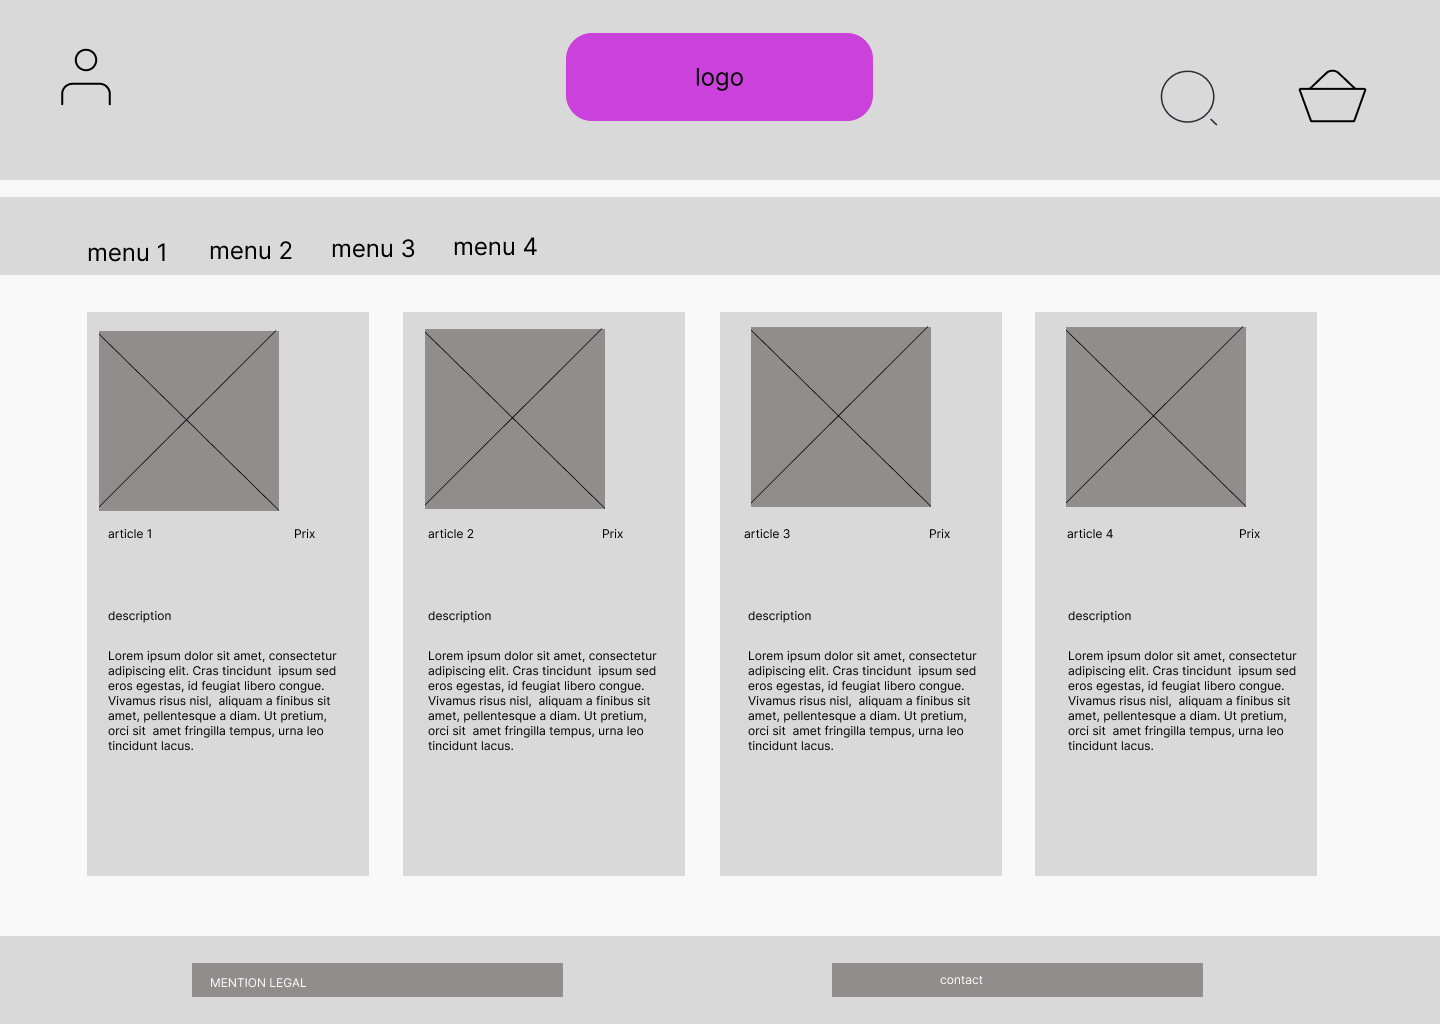 logo
menu 1
menu 2
menu 3
menu 4
article 1
Prix
description
Lorem ipsum dolor sit amet, consectetur
adipiscing elit. Cras tincidunt  ipsum sed
eros egestas, id feugiat libero congue.
Vivamus risus nisl,  aliquam a finibus sit
amet, pellentesque a diam. Ut pretium,
orci sit  amet fringilla tempus, urna leo
tincidunt lacus.
article 2
Prix
description
Lorem ipsum dolor sit amet, consectetur
adipiscing elit. Cras tincidunt  ipsum sed
eros egestas, id feugiat libero congue.
Vivamus risus nisl,  aliquam a finibus sit
amet, pellentesque a diam. Ut pretium,
orci sit  amet fringilla tempus, urna leo
tincidunt lacus.
article 3
Prix
description
Lorem ipsum dolor sit amet, consectetur
adipiscing elit. Cras tincidunt  ipsum sed
eros egestas, id feugiat libero congue.
Vivamus risus nisl,  aliquam a finibus sit
amet, pellentesque a diam. Ut pretium,
orci sit  amet fringilla tempus, urna leo
tincidunt lacus.
article 4
Prix
description
Lorem ipsum dolor sit amet, consectetur
adipiscing elit. Cras tincidunt  ipsum sed
eros egestas, id feugiat libero congue.
Vivamus risus nisl,  aliquam a finibus sit
amet, pellentesque a diam. Ut pretium,
orci sit  amet fringilla tempus, urna leo
tincidunt lacus.
MENTION LEGAL
contact